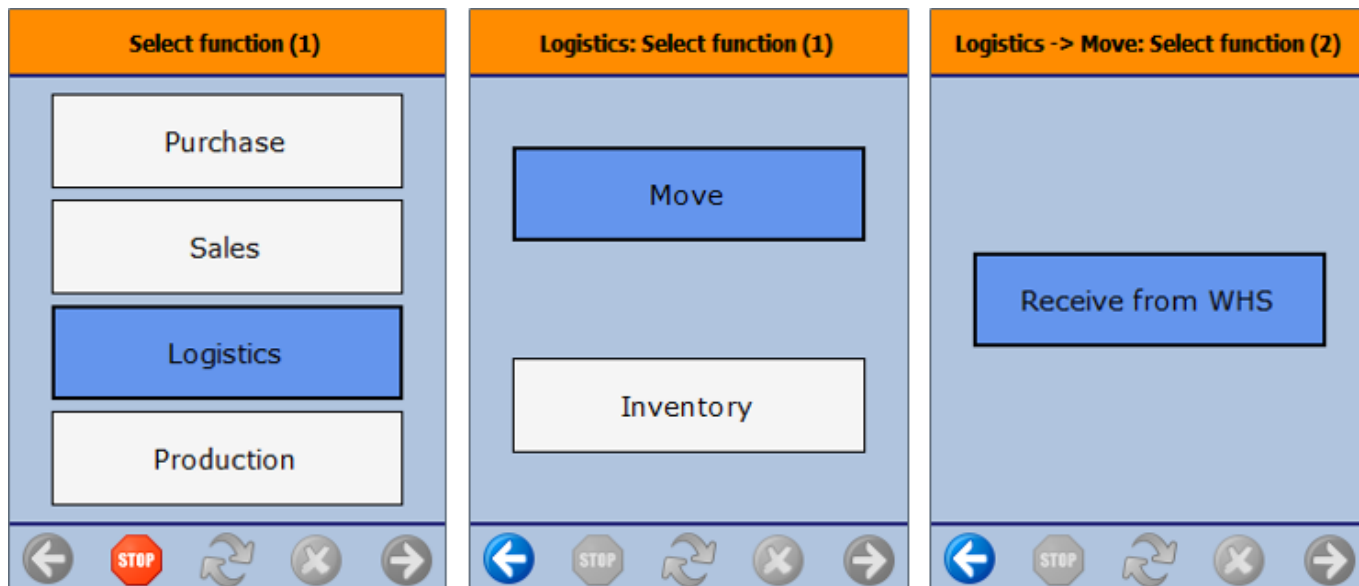 Select function (1)
Purchase
Sales
Logistics
Production
STOP
Logistics: Select function (1)
Move
Inventory
STOP
Logistics -> Move: Select function (2)
Receive from WHS
STOP